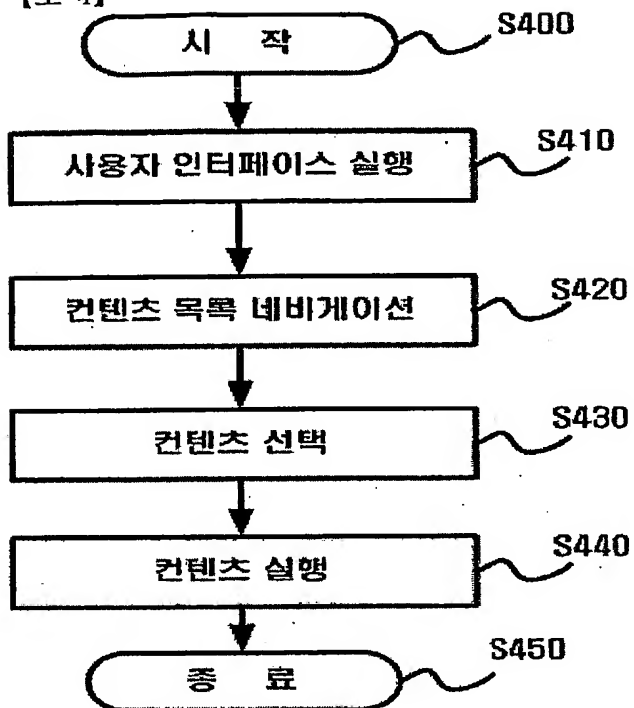 시 작
S400
사용자 인터페이스 실행
S410
컨텐츠 목록 네비게이션
S420
컨텐츠 선택
S430
컨텐츠 실행
S440
종 료
S450